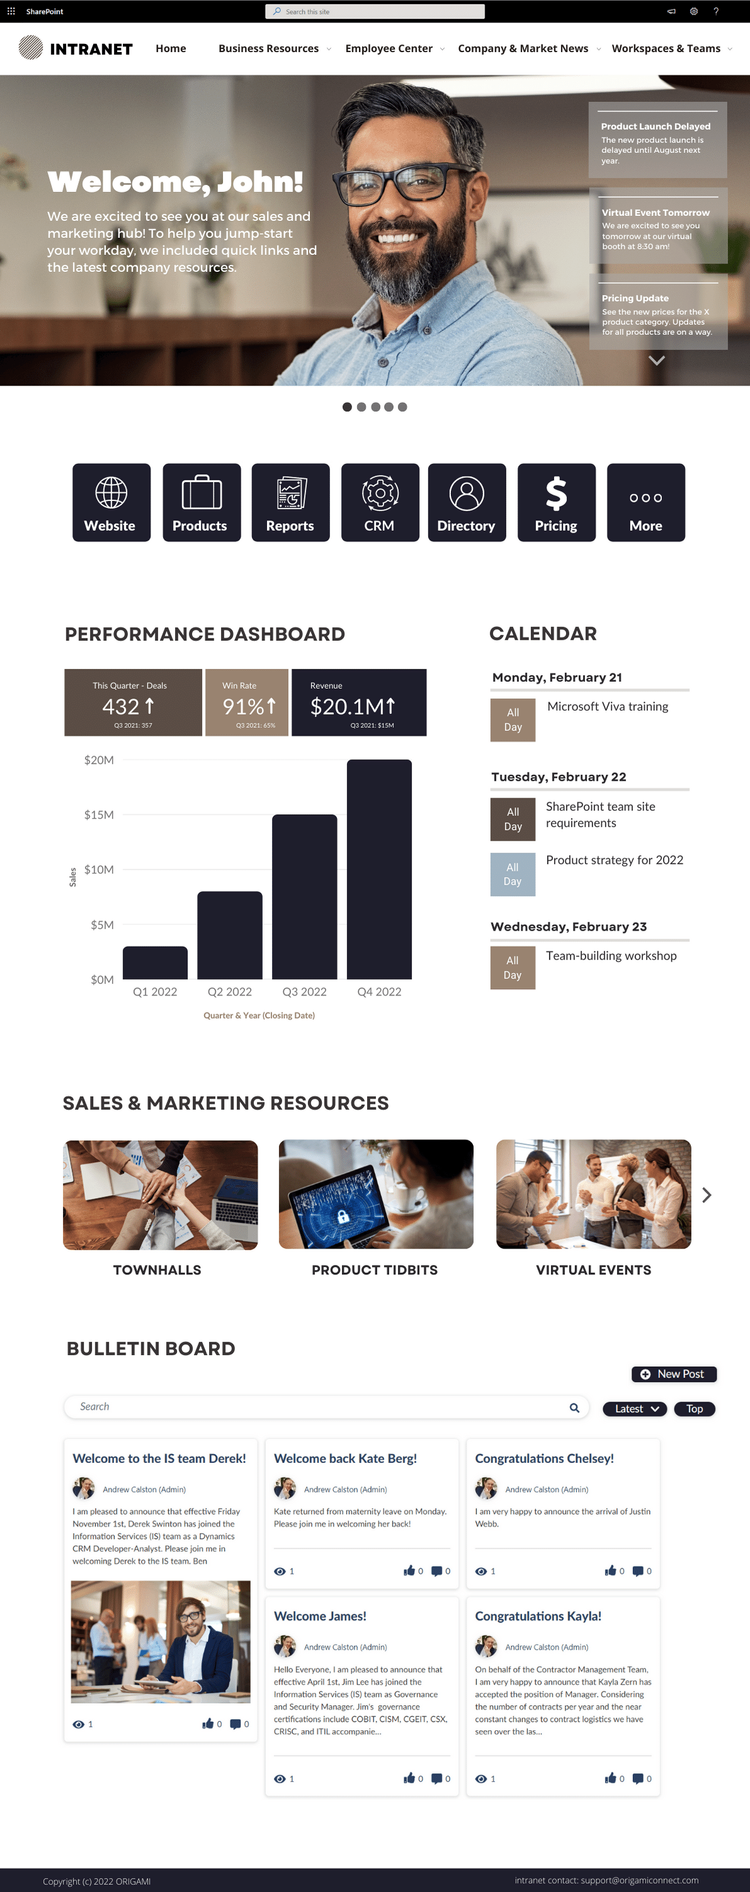 SharePoint
Search this site
?
INTRANET
Home
Business Resources
Employee Center
Company & Market News
Workspaces & Teams
Welcome, John!
We are excited to see you at our sales and
marketing hub! To help you jump-start
your workday, we included quick links and
the latest company resources.
Product Launch Delayed
The new product launch is
delayed until August next
year.
Virtual Event Tomorrow
We are excited to see you
tomorrow at our virtual
booth at 8:30 am!
Pricing Update
See the new prices for the X
product category. Updates
for all products are on a way.
Website
Products
Reports
CRM
Directory
$
Pricing
More
PERFORMANCE DASHBOARD
This Quarter - Deals
432
Q3 2021: 357
Win Rate
91%
Q3 2021: 65%
Revenue
$20.1M
Q3 2021: $15M
$20M
$15M
$10M
$5M
$0M
Sales
Q1 2022
Q2 2022
Q3 2022
Q4 2022
Quarter & Year (Closing Date)
CALENDAR
Monday, February 21
All
Day
Microsoft Viva training
Tuesday, February 22
All
Day
SharePoint team site
requirements
All
Day
Product strategy for 2022
Wednesday, February 23
All
Day
Team-building workshop
SALES & MARKETING RESOURCES
TOWNHALLS
PRODUCT TIDBITS
VIRTUAL EVENTS
BULLETIN BOARD
New Post
Search
Latest
Top
Welcome to the IS team Derek!
Andrew Calston (Admin)
I am pleased to announce that effective Friday
November 1st, Derek Swinton has joined the
Information Services (IS) team as a Dynamics
CRM Developer-Analyst. Please join me in
welcoming Derek to the IS team. Ben
1
0
0
Welcome back Kate Berg!
Andrew Calston (Admin)
Kate returned from maternity leave on Monday.
Please join me in welcoming her back!
1
0
0
Congratulations Chelsey!
Andrew Calston (Admin)
I am very happy to announce the arrival of Justin
Webb.
1
0
0
Welcome James!
Andrew Calston (Admin)
Hello Everyone, I am pleased to announce that
effective April 1st, Jim Lee has joined the
Information Services (IS) team as Governance
and Security Manager. Jim's governance
certifications include COBIT, CISM, CGEIT, CSX,
CRISC, and ITIL accompanie...
1
0
0
Congratulations Kayla!
Andrew Calston (Admin)
On behalf of the Contractor Management Team,
I am very happy to announce that Kayla Zern has
accepted the position of Manager. Considering
the number of contracts per year and the near
constant changes to contract logistics we have
seen over the las...
1
0
0
Copyright (c) 2022 ORIGAMI
intranet contact: support@origamiconnect.com